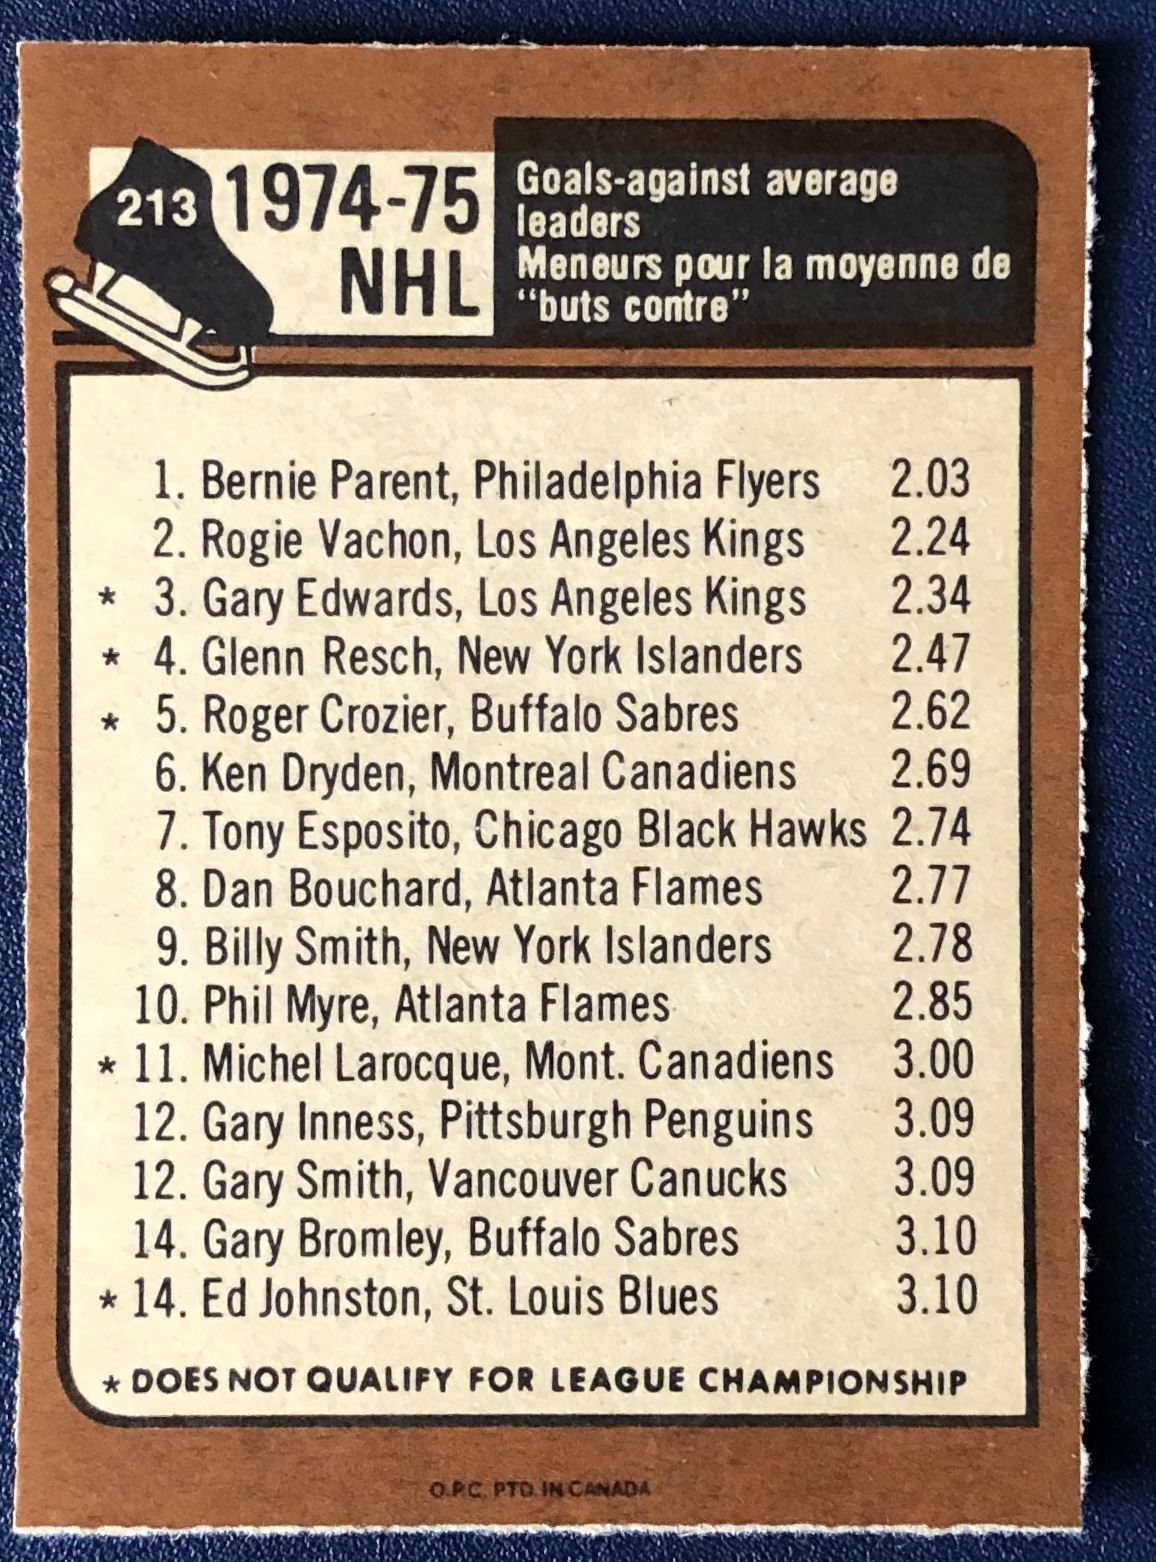 213
1974-75
NHL
Goals-against average
leaders
Meneurs pour la moyenne de
“buts contre”
1. Bernie Parent, Philadelphia Flyers 2.03
2. Rogie Vachon, Los Angeles Kings 2.24
* 3. Gary Edwards, Los Angeles Kings 2.34
* 4. Glenn Resch, New York Islanders 2.47
* 5. Roger Crozier, Buffalo Sabres 2.62
6. Ken Dryden, Montreal Canadiens 2.69
7. Tony Esposito, Chicago Black Hawks 2.74
8. Dan Bouchard, Atlanta Flames 2.77
9. Billy Smith, New York Islanders 2.78
10. Phil Myre, Atlanta Flames 2.85
* 11. Michel Larocque, Mont. Canadiens 3.00
12. Gary Inness, Pittsburgh Penguins 3.09
12. Gary Smith, Vancouver Canucks 3.09
14. Gary Bromley, Buffalo Sabres 3.10
* 14. Ed Johnston, St. Louis Blues 3.10
* DOES NOT QUALIFY FOR LEAGUE CHAMPIONSHIP
O.P.C. PTD. IN CANADA